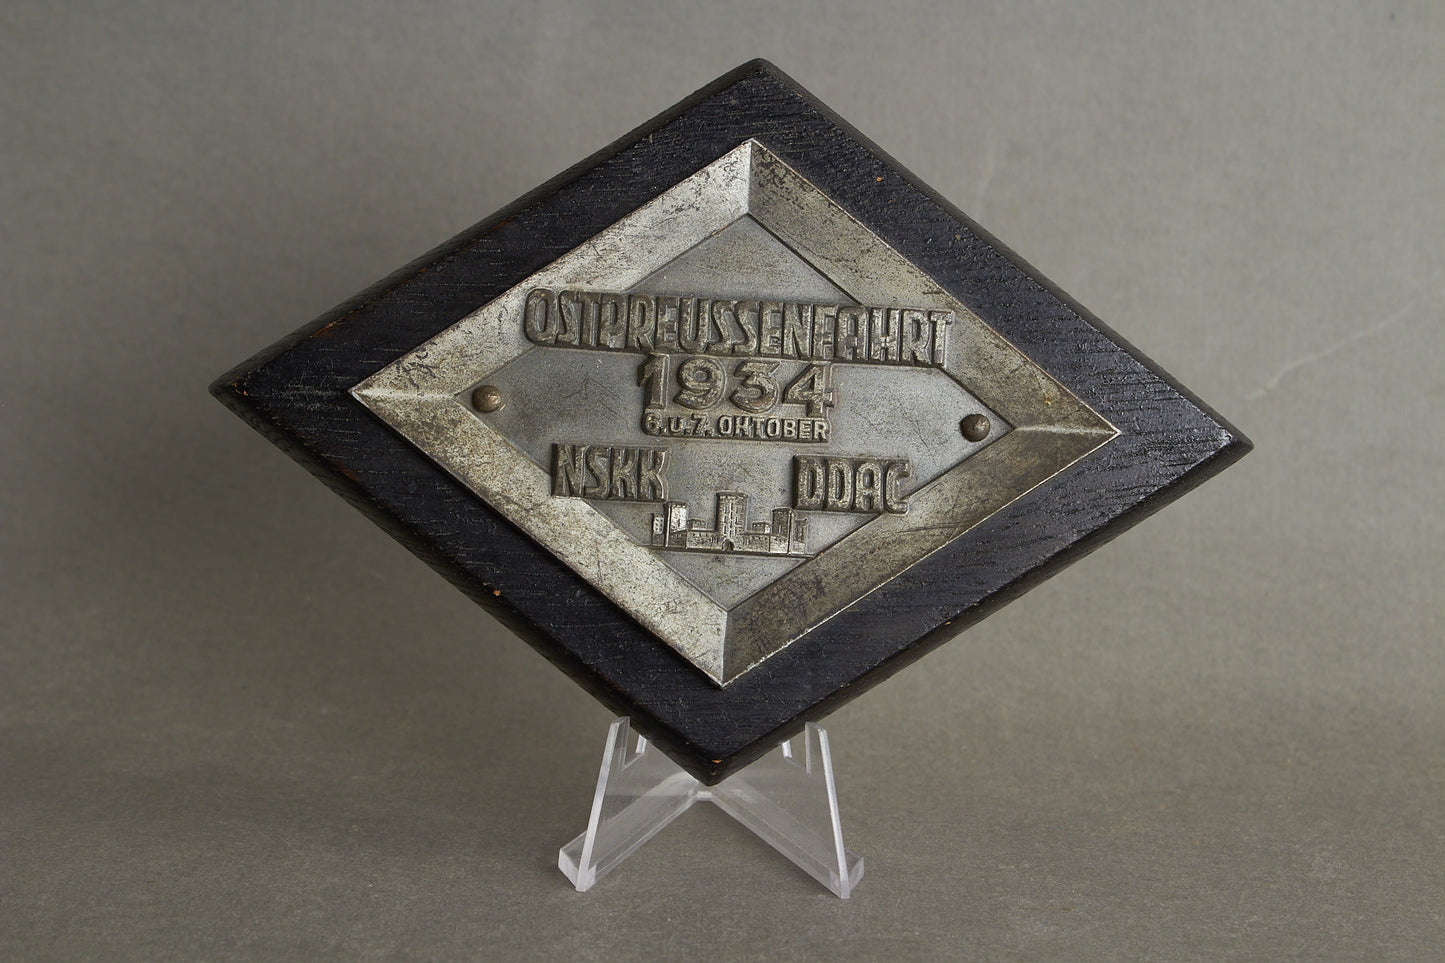 OSTPREUSSENFAHRT
1934
6.U.7. OKTOBER
NSKK DDAC